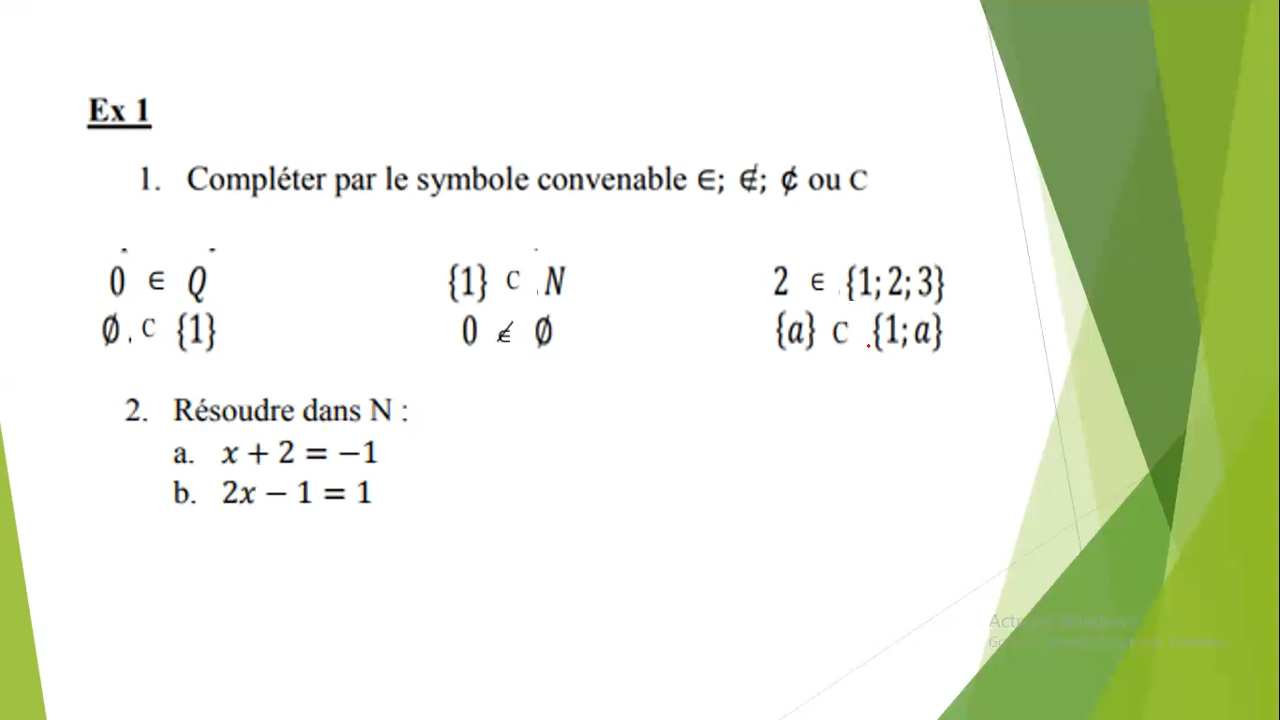 Ex 1
1. Compléter par le symbole convenable ∈; ∉; ⊄ ou ⊂
0 ∈ Q {1} ⊂ N 2 ∈ {1; 2; 3}
∅ ⊂ {1} 0 ∉ ∅ {a} ⊂ {1; a}
2. Résoudre dans N :
a. x + 2 = −1
b. 2x − 1 = 1